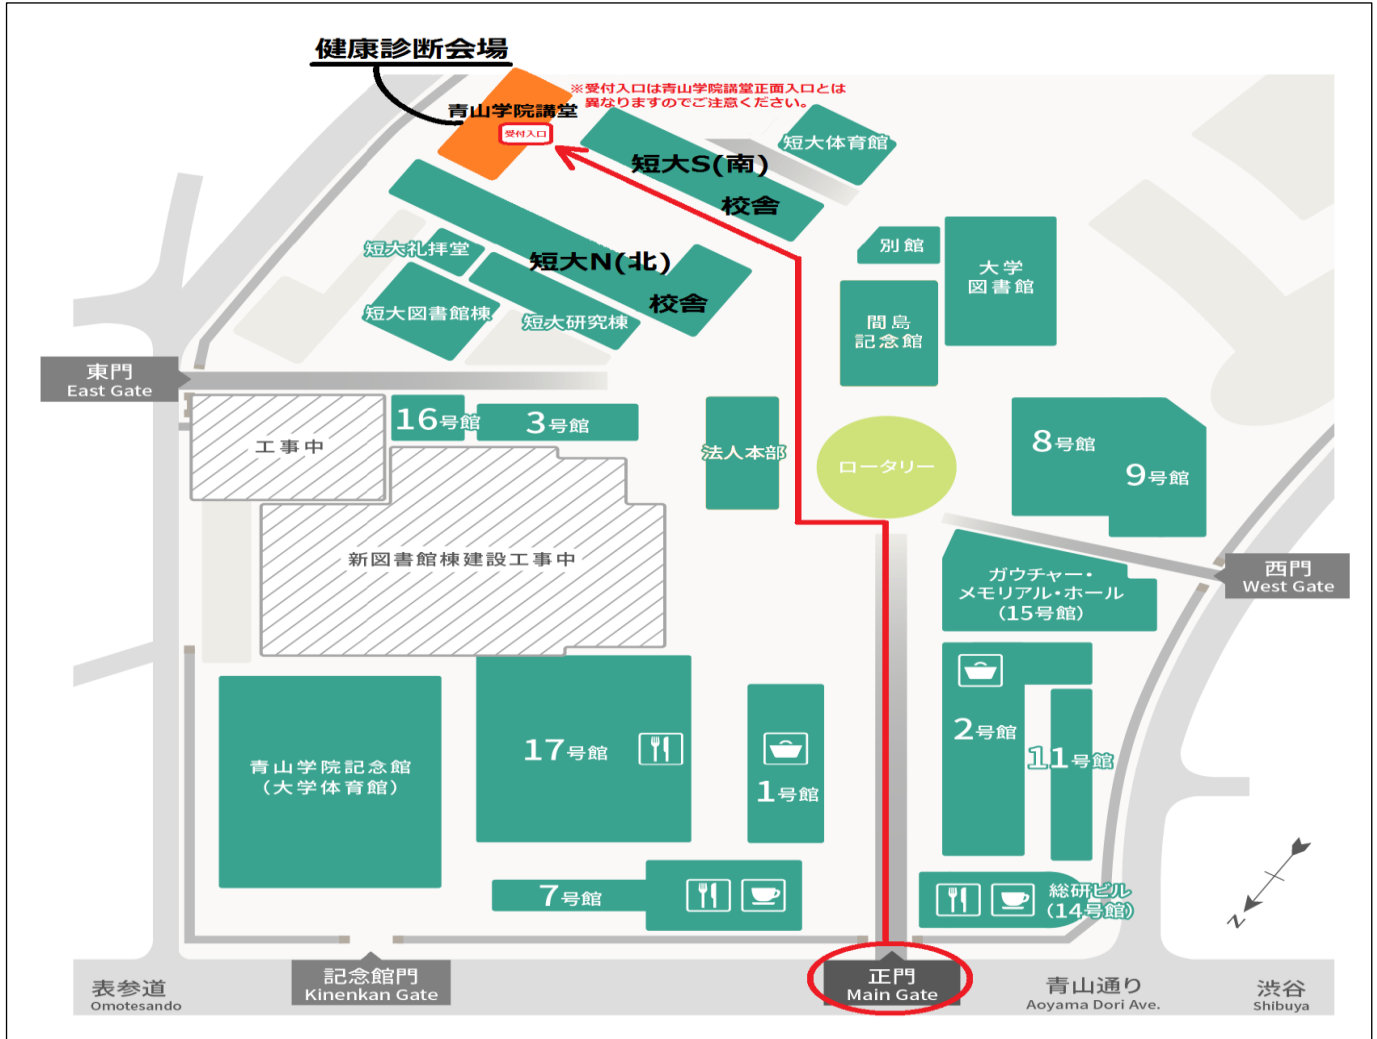 健康診断会場
※受付入口は青山学院講堂正面入口とは
異なりますのでご注意ください。
青山学院講堂
受付入口
短大S(南)
校舎
短大体育館
短大N(北)
校舎
短大礼拝堂
短大図書館棟
短大研究棟
別館
大学
図書館
間島
記念館
東門
East Gate
工事中
16号館
3号館
法人本部
ロータリー
8号館
9号館
新図書館棟建設工事中
ガウチャー・
メモリアル・ホール
(15号館)
西門
West Gate
青山学院記念館
(大学体育館)
17号館
1号館
2号館
11号館
7号館
総研ビル
(14号館)
N
表参道
Omotesando
記念館門
Kinenkan Gate
正門
Main Gate
青山通り
Aoyama Dori Ave.
渋谷
Shibuya